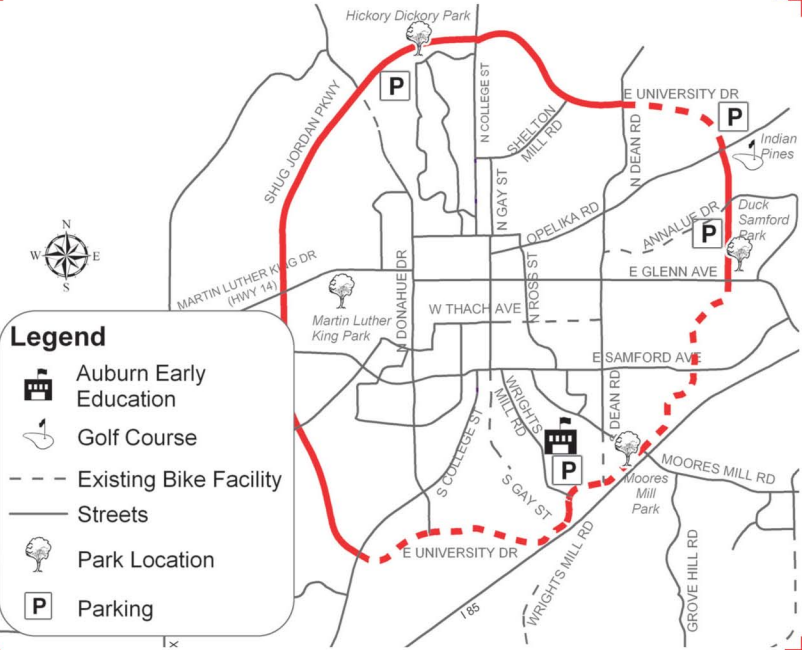 Hickory Dickory Park
P
SHUG JORDAN PKWY
N COLLEGE ST
SHELTON
MILL RD
E UNIVERSITY DR
P
N DEAN RD
Indian
Pines
N GAY ST
OPELIKA RD
ANNALUE DR
Duck
Samford
Park
P
N
W E
S
MARTIN LUTHER KING DR
(HWY 14)
N DONAHUE DR
N ROSS ST
E GLENN AVE
Martin Luther
King Park
W THACH AVE
E SAMFORD AVE
WRIGHTS
MILL RD
DEAN RD
S COLLEGE ST
S GAY ST
P
Moores
Mill
Park
MOORES MILL RD
E UNIVERSITY DR
WRIGHTS MILL RD
GROVE HILL RD
I 85
Legend
Auburn Early
Education
Golf Course
Existing Bike Facility
Streets
Park Location
P
Parking
X